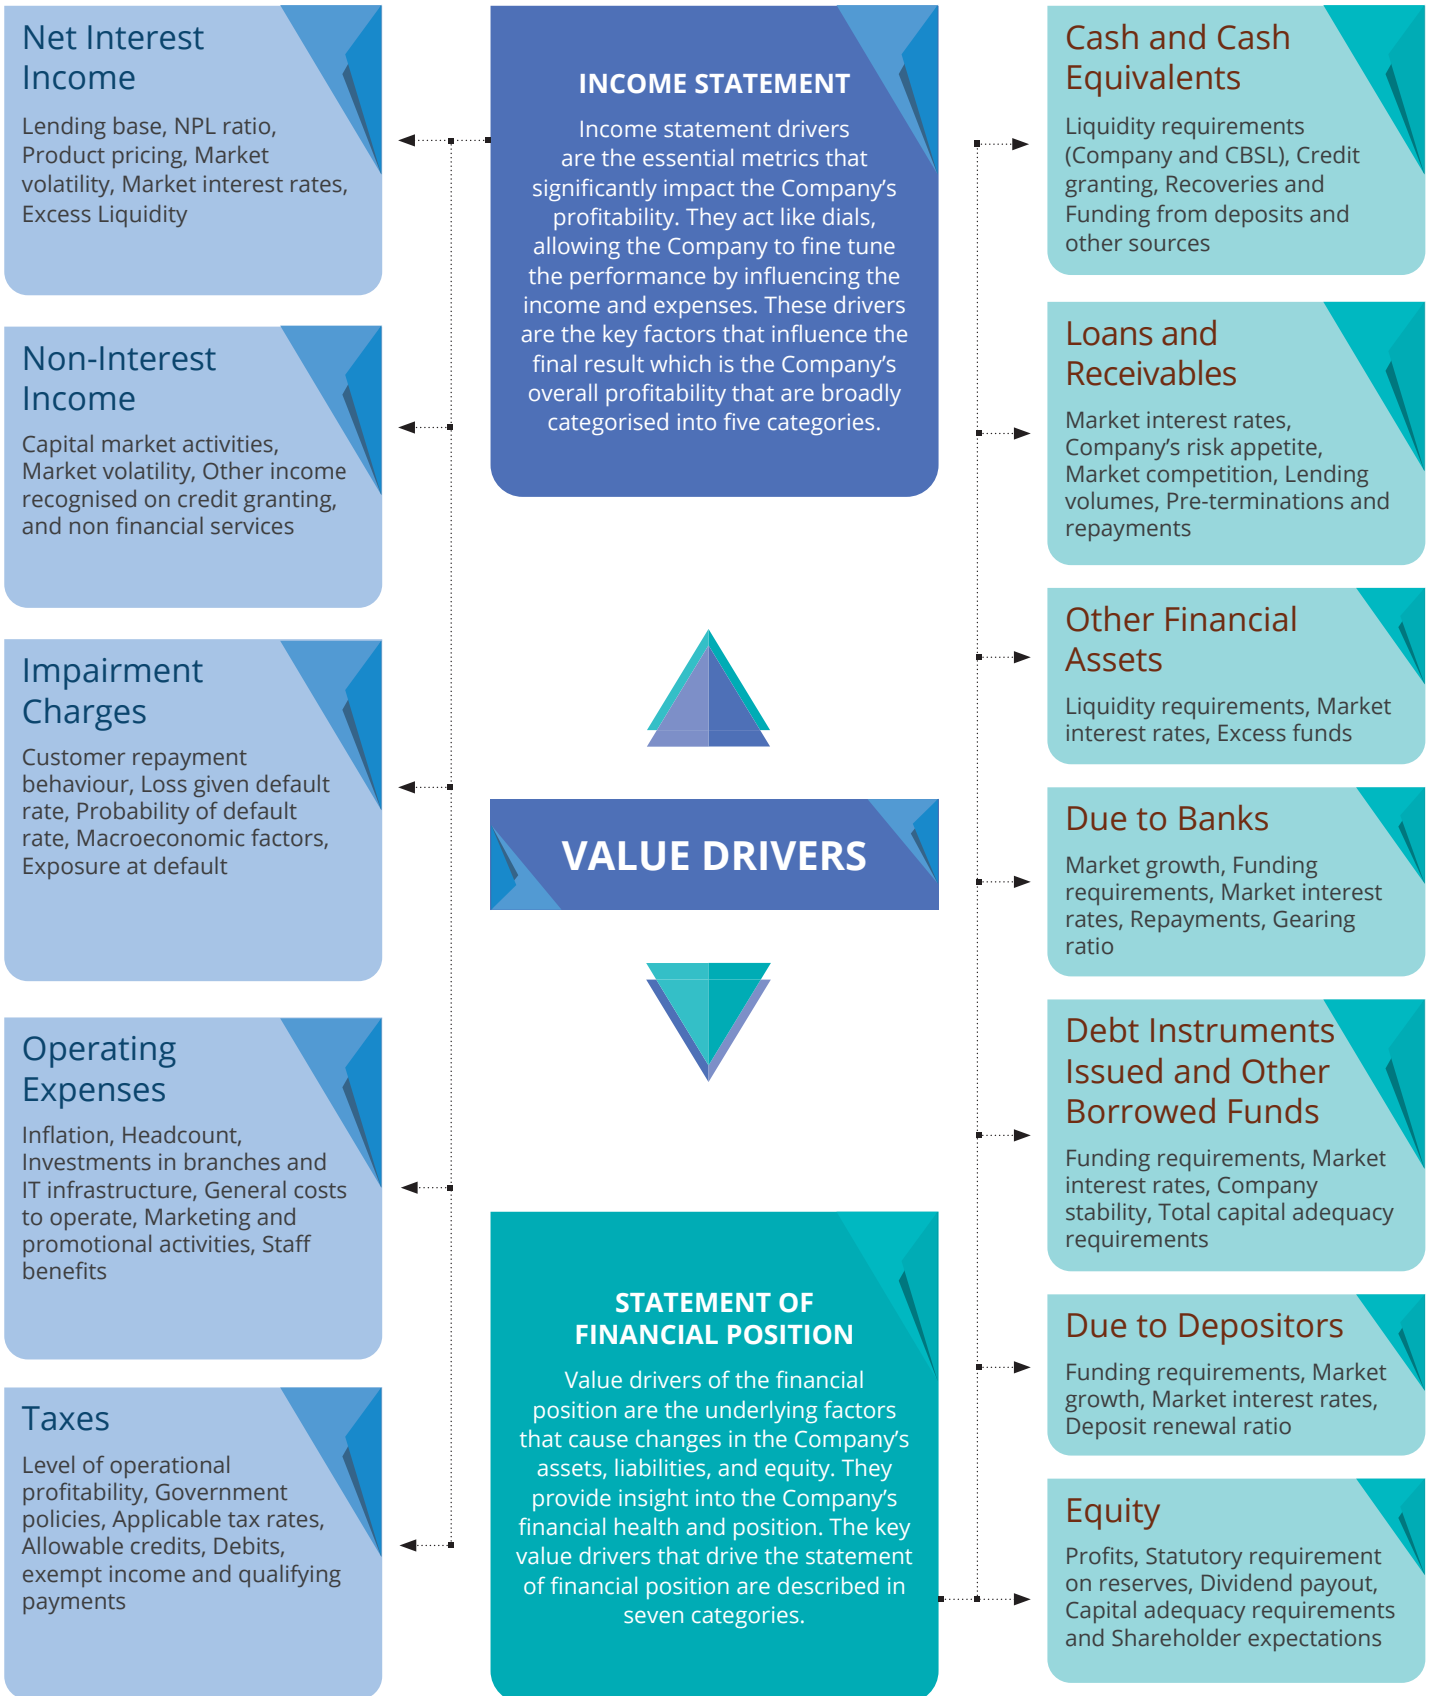 Net Interest
Income
Lending base, NPL ratio,
Product pricing, Market
volatility, Market interest rates,
Excess Liquidity
Non-Interest
Income
Capital market activities,
Market volatility, Other income
recognised on credit granting,
and non financial services
Impairment
Charges
Customer repayment
behaviour, Loss given default
rate, Probability of default
rate, Macroeconomic factors,
Exposure at default
Operating
Expenses
Inflation, Headcount,
Investments in branches and
IT infrastructure, General costs
to operate, Marketing and
promotional activities, Staff
benefits
Taxes
Level of operational
profitability, Government
policies, Applicable tax rates,
Allowable credits, Debits,
exempt income and qualifying
payments
INCOME STATEMENT
Income statement drivers
are the essential metrics that
significantly impact the Company’s
profitability. They act like dials,
allowing the Company to fine tune
the performance by influencing the
income and expenses. These drivers
are the key factors that influence the
final result which is the Company’s
overall profitability that are broadly
categorised into five categories.
VALUE DRIVERS
STATEMENT OF
FINANCIAL POSITION
Value drivers of the financial
position are the underlying factors
that cause changes in the Company’s
assets, liabilities, and equity. They
provide insight into the Company’s
financial health and position. The key
value drivers that drive the statement
of financial position are described in
seven categories.
Cash and Cash
Equivalents
Liquidity requirements
(Company and CBSL), Credit
granting, Recoveries and
Funding from deposits and
other sources
Loans and
Receivables
Market interest rates,
Company’s risk appetite,
Market competition, Lending
volumes, Pre-terminations and
repayments
Other Financial
Assets
Liquidity requirements, Market
interest rates, Excess funds
Due to Banks
Market growth, Funding
requirements, Market interest
rates, Repayments, Gearing
ratio
Debt Instruments
Issued and Other
Borrowed Funds
Funding requirements, Market
interest rates, Company
stability, Total capital adequacy
requirements
Due to Depositors
Funding requirements, Market
growth, Market interest rates,
Deposit renewal ratio
Equity
Profits, Statutory requirement
on reserves, Dividend payout,
Capital adequacy requirements
and Shareholder expectations